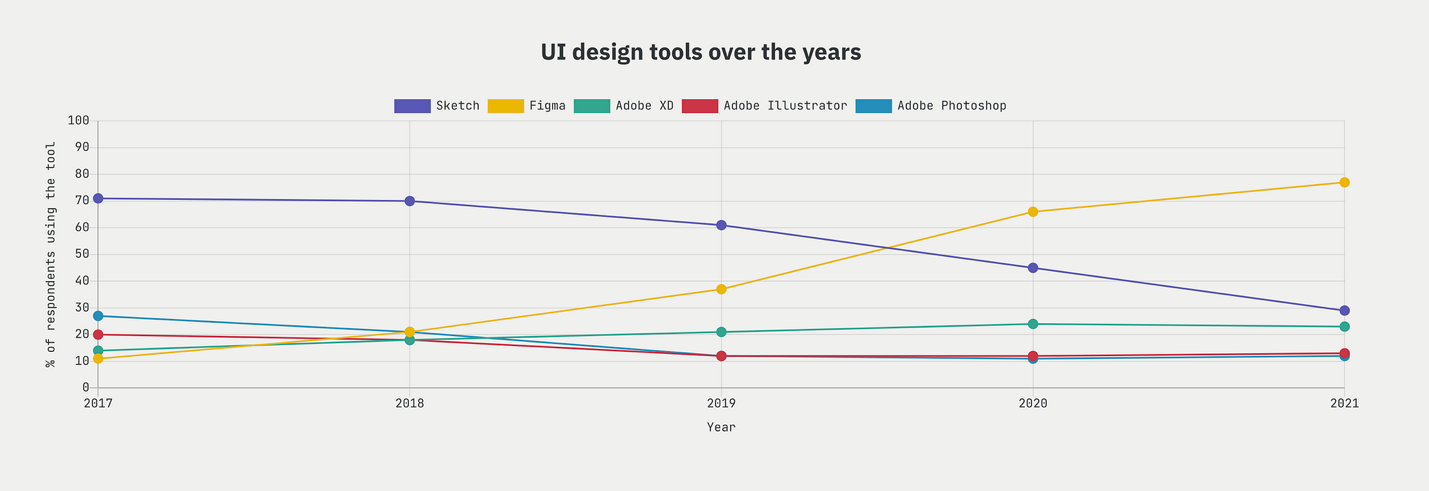 UI design tools over the years
Sketch Figma Adobe XD Adobe Illustrator Adobe Photoshop
% of respondents using the tool
100
90
80
70
60
50
40
30
20
10
0
2017 2018 2019 2020 2021
Year